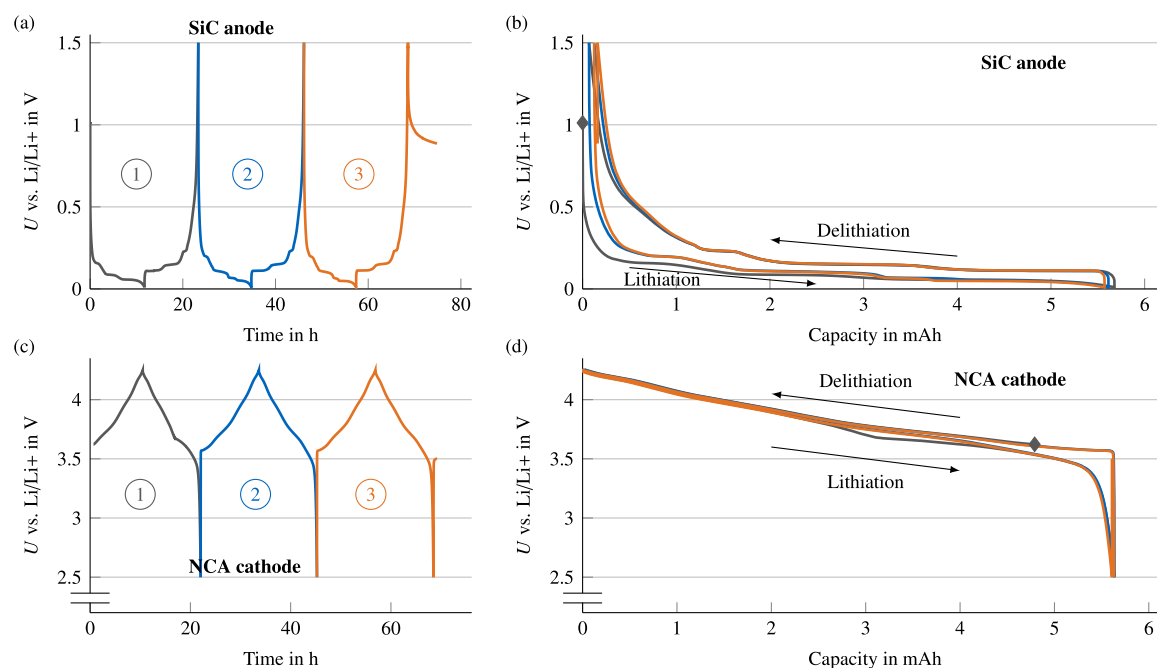 (a)
SiC anode
U vs. Li/Li+ in V
1.5
1
0.5
0
1
2
3
0
20
40
60
80
Time in h
(b)
SiC anode
U vs. Li/Li+ in V
1.5
1
0.5
0
Delithiation
Lithiation
0
1
2
3
4
5
6
Capacity in mAh
(c)
U vs. Li/Li+ in V
4
3.5
3
2.5
1
2
3
NCA cathode
0
20
40
60
Time in h
(d)
Delithiation
NCA cathode
U vs. Li/Li+ in V
4
3.5
3
2.5
Lithiation
0
1
2
3
4
5
6
Capacity in mAh